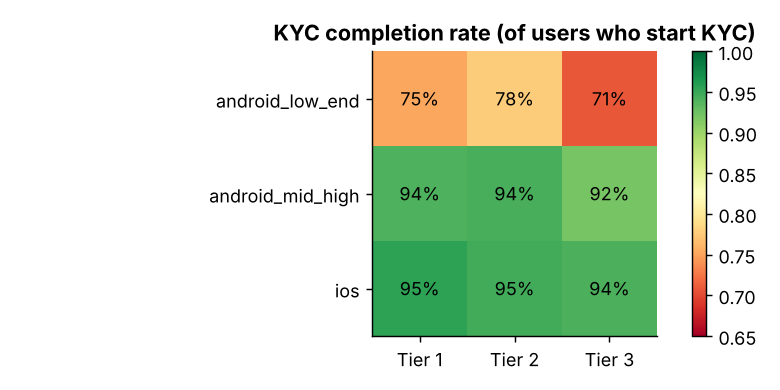 KYC completion rate (of users who start KYC)
android_low_end 75% 78% 71%
android_mid_high 94% 94% 92%
ios 95% 95% 94%
Tier 1 Tier 2 Tier 3
1.00
0.95
0.90
0.85
0.80
0.75
0.70
0.65